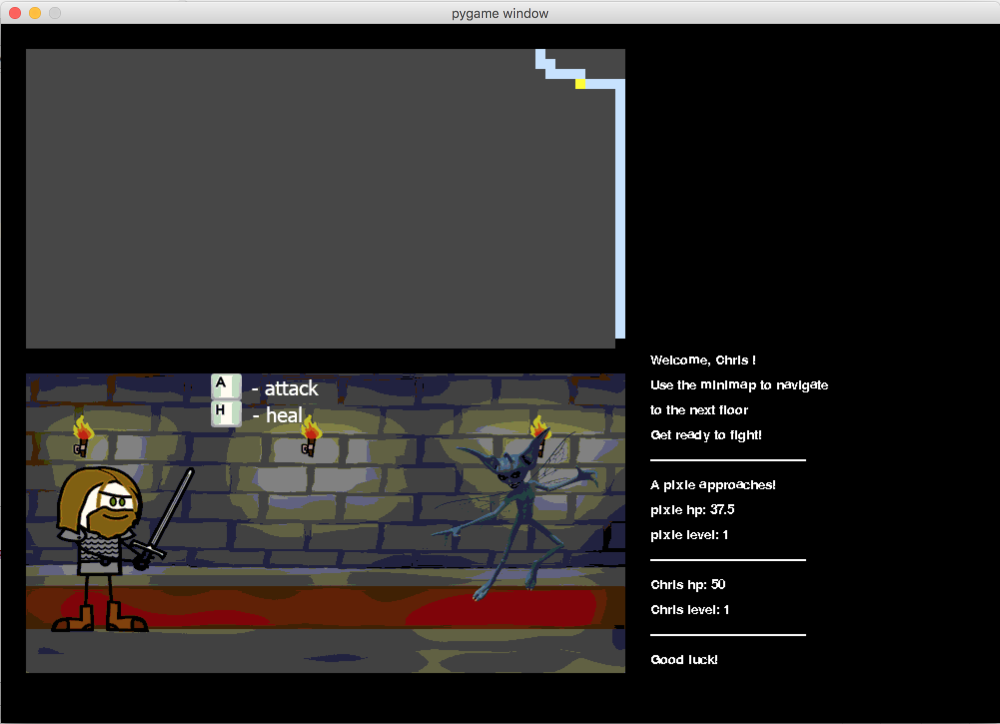 pygame window
A - attack
H - heal
Welcome, Chris !
Use the minimap to navigate
to the next floor
Get ready to fight!
A pixie approaches!
pixie hp: 37.5
pixie level: 1
Chris hp: 50
Chris level: 1
Good luck!